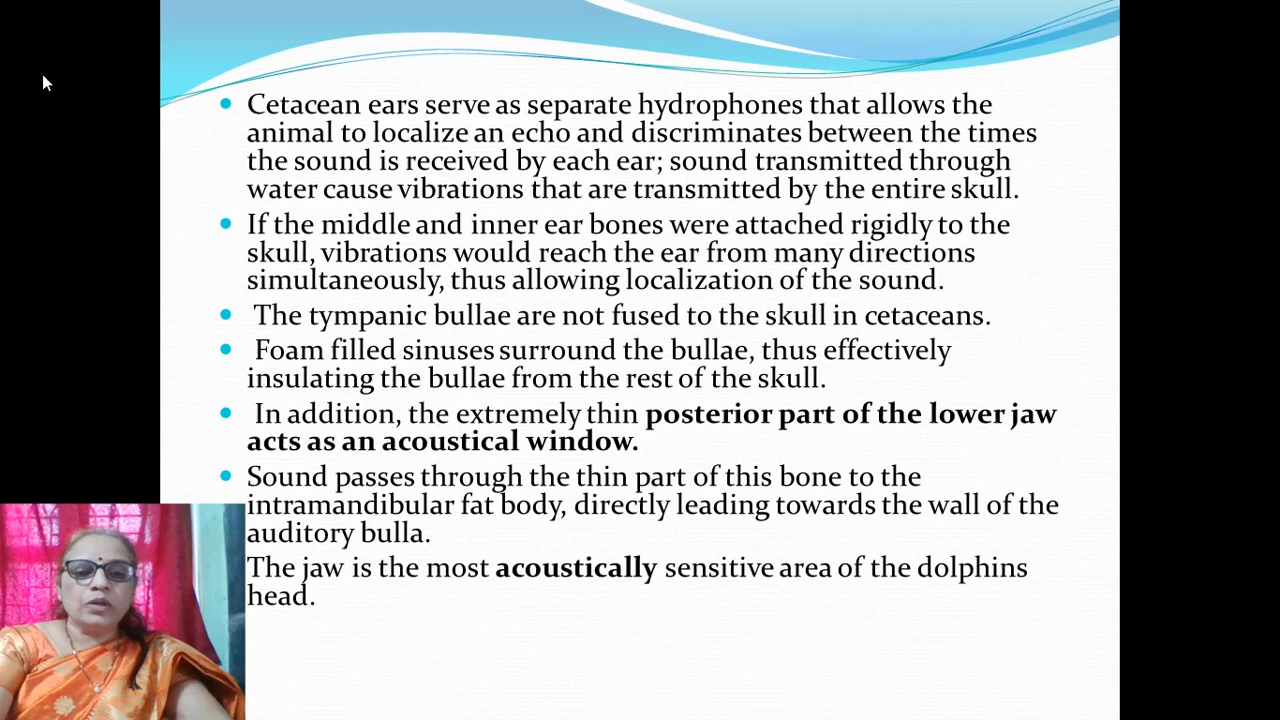 Cetacean ears serve as separate hydrophones that allows the
animal to localize an echo and discriminates between the times
the sound is received by each ear; sound transmitted through
water cause vibrations that are transmitted by the entire skull.
If the middle and inner ear bones were attached rigidly to the
skull, vibrations would reach the ear from many directions
simultaneously, thus allowing localization of the sound.
The tympanic bullae are not fused to the skull in cetaceans.
Foam filled sinuses surround the bullae, thus effectively
insulating the bullae from the rest of the skull.
In addition, the extremely thin posterior part of the lower jaw
acts as an acoustical window.
Sound passes through the thin part of this bone to the
intramandibular fat body, directly leading towards the wall of the
auditory bulla.
The jaw is the most acoustically sensitive area of the dolphins
head.